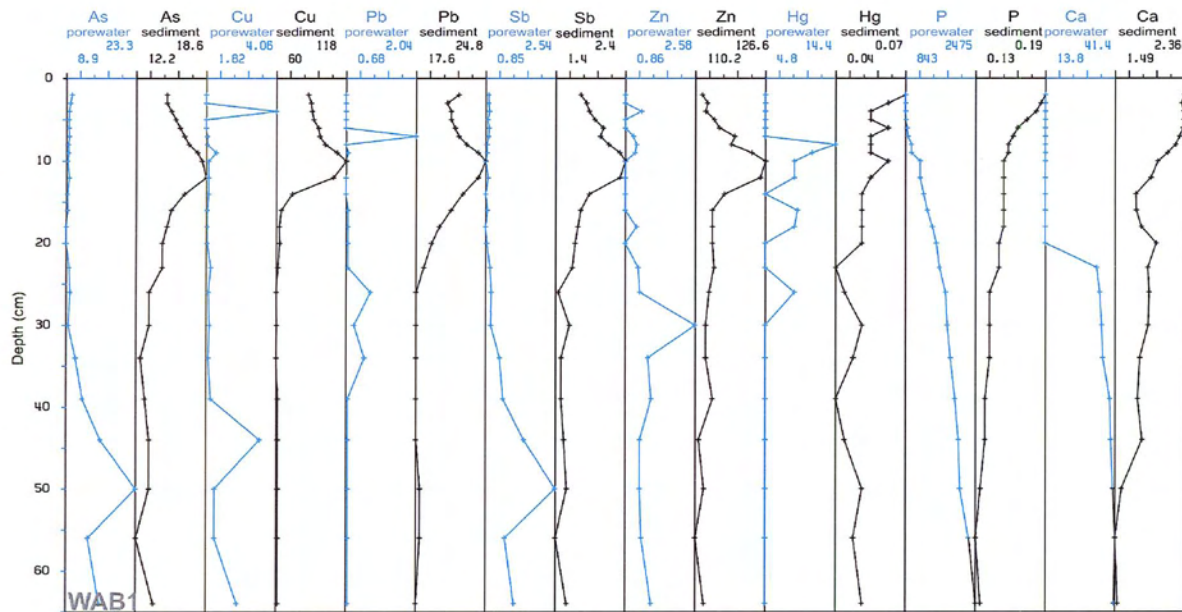 As As Cu Cu Pb Pb Sb Sb Zn Zn Hg Hg P P Ca Ca
porewater sediment porewater sediment porewater sediment porewater sediment porewater sediment porewater sediment porewater sediment porewater sediment
23.3 18.6 4.06 118 2.04 24.8 2.54 2.4 2.58 126.6 14.4 0.07 2475 0.19 41.4 2.36
8.9 12.2 1.62 60 0.68 17.6 0.85 1.4 0.86 110.2 4.8 0.04 843 0.13 13.8 1.49
0
10
20
30
40
50
60
Depth (cm)
WAB1